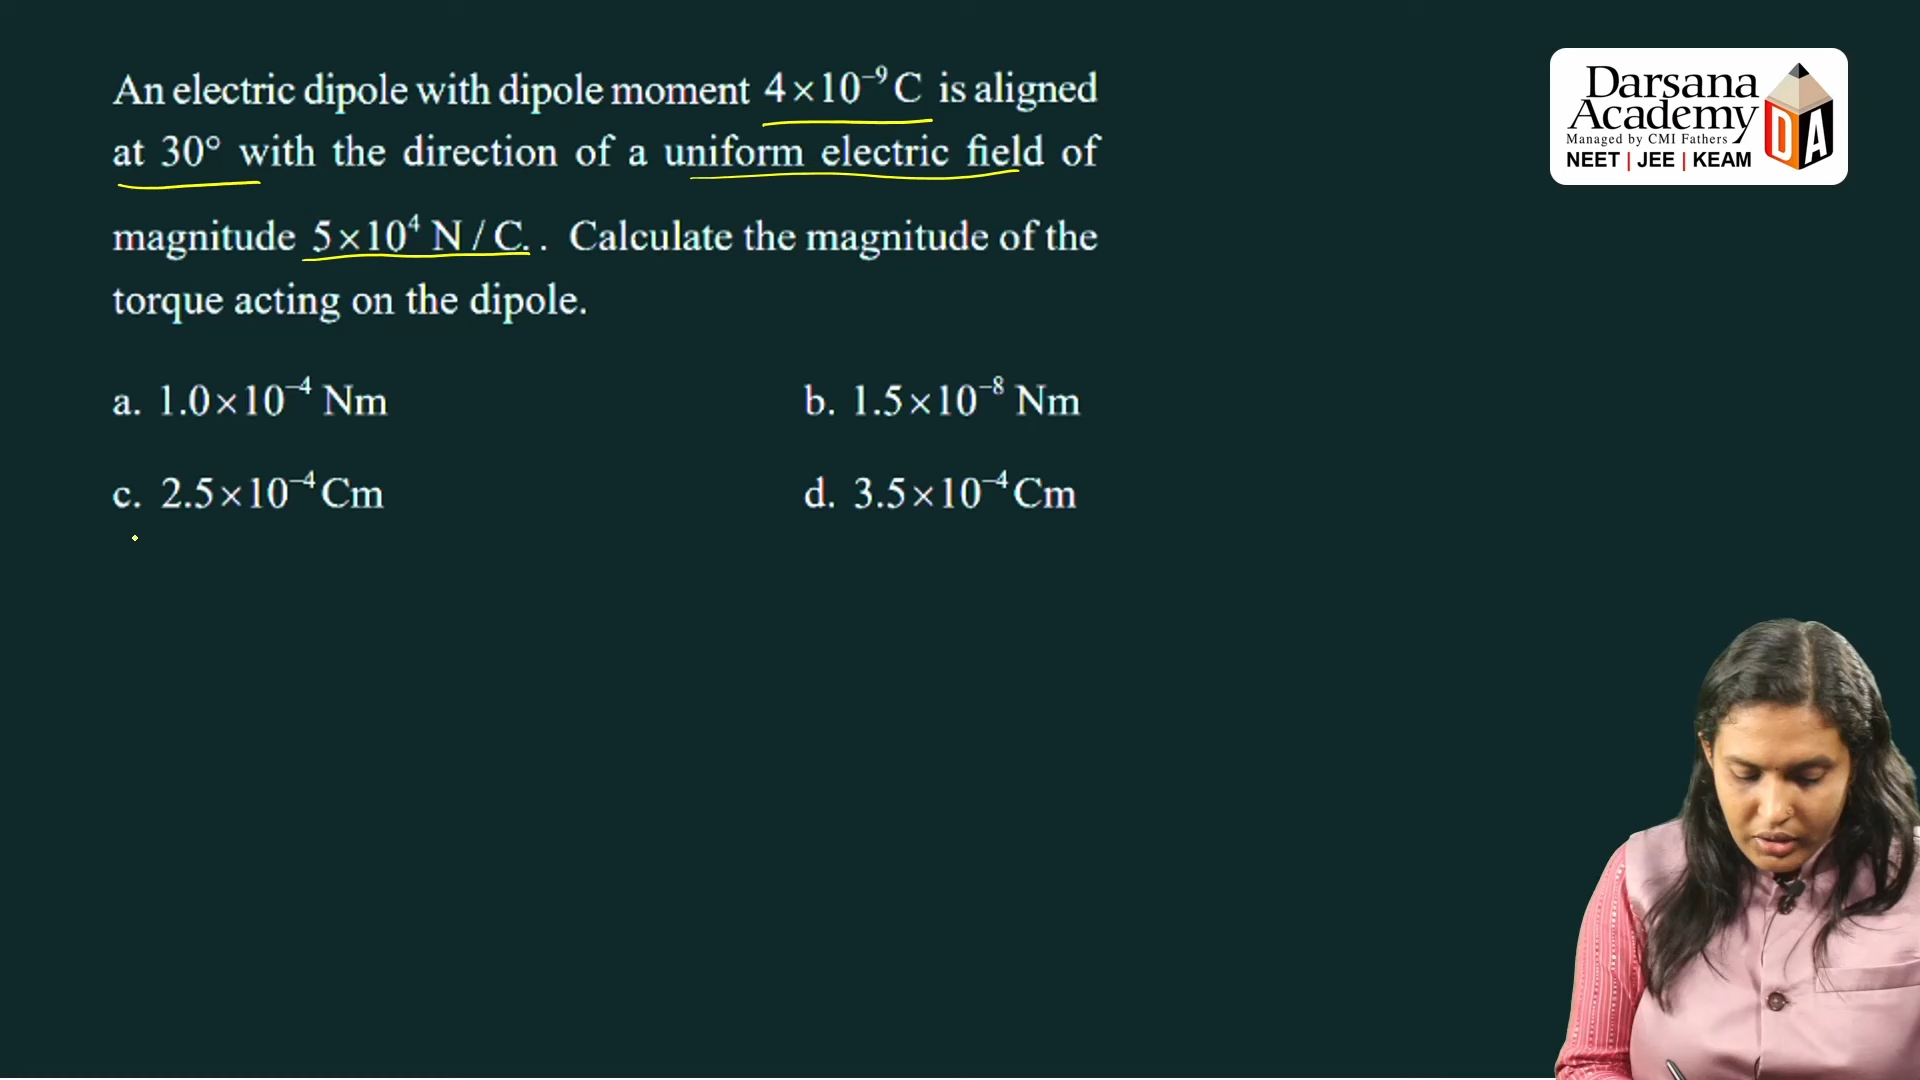 An electric dipole with dipole moment 4×10⁻⁹ C is aligned
at 30° with the direction of a uniform electric field of
magnitude 5×10⁴ N / C. . Calculate the magnitude of the
torque acting on the dipole.
a. 1.0×10⁻⁴ Nm
b. 1.5×10⁻⁸ Nm
c. 2.5×10⁻⁴ Cm
d. 3.5×10⁻⁴ Cm
Darsana
Academy
Managed by CMI Fathers
NEET | JEE | KEAM
DA